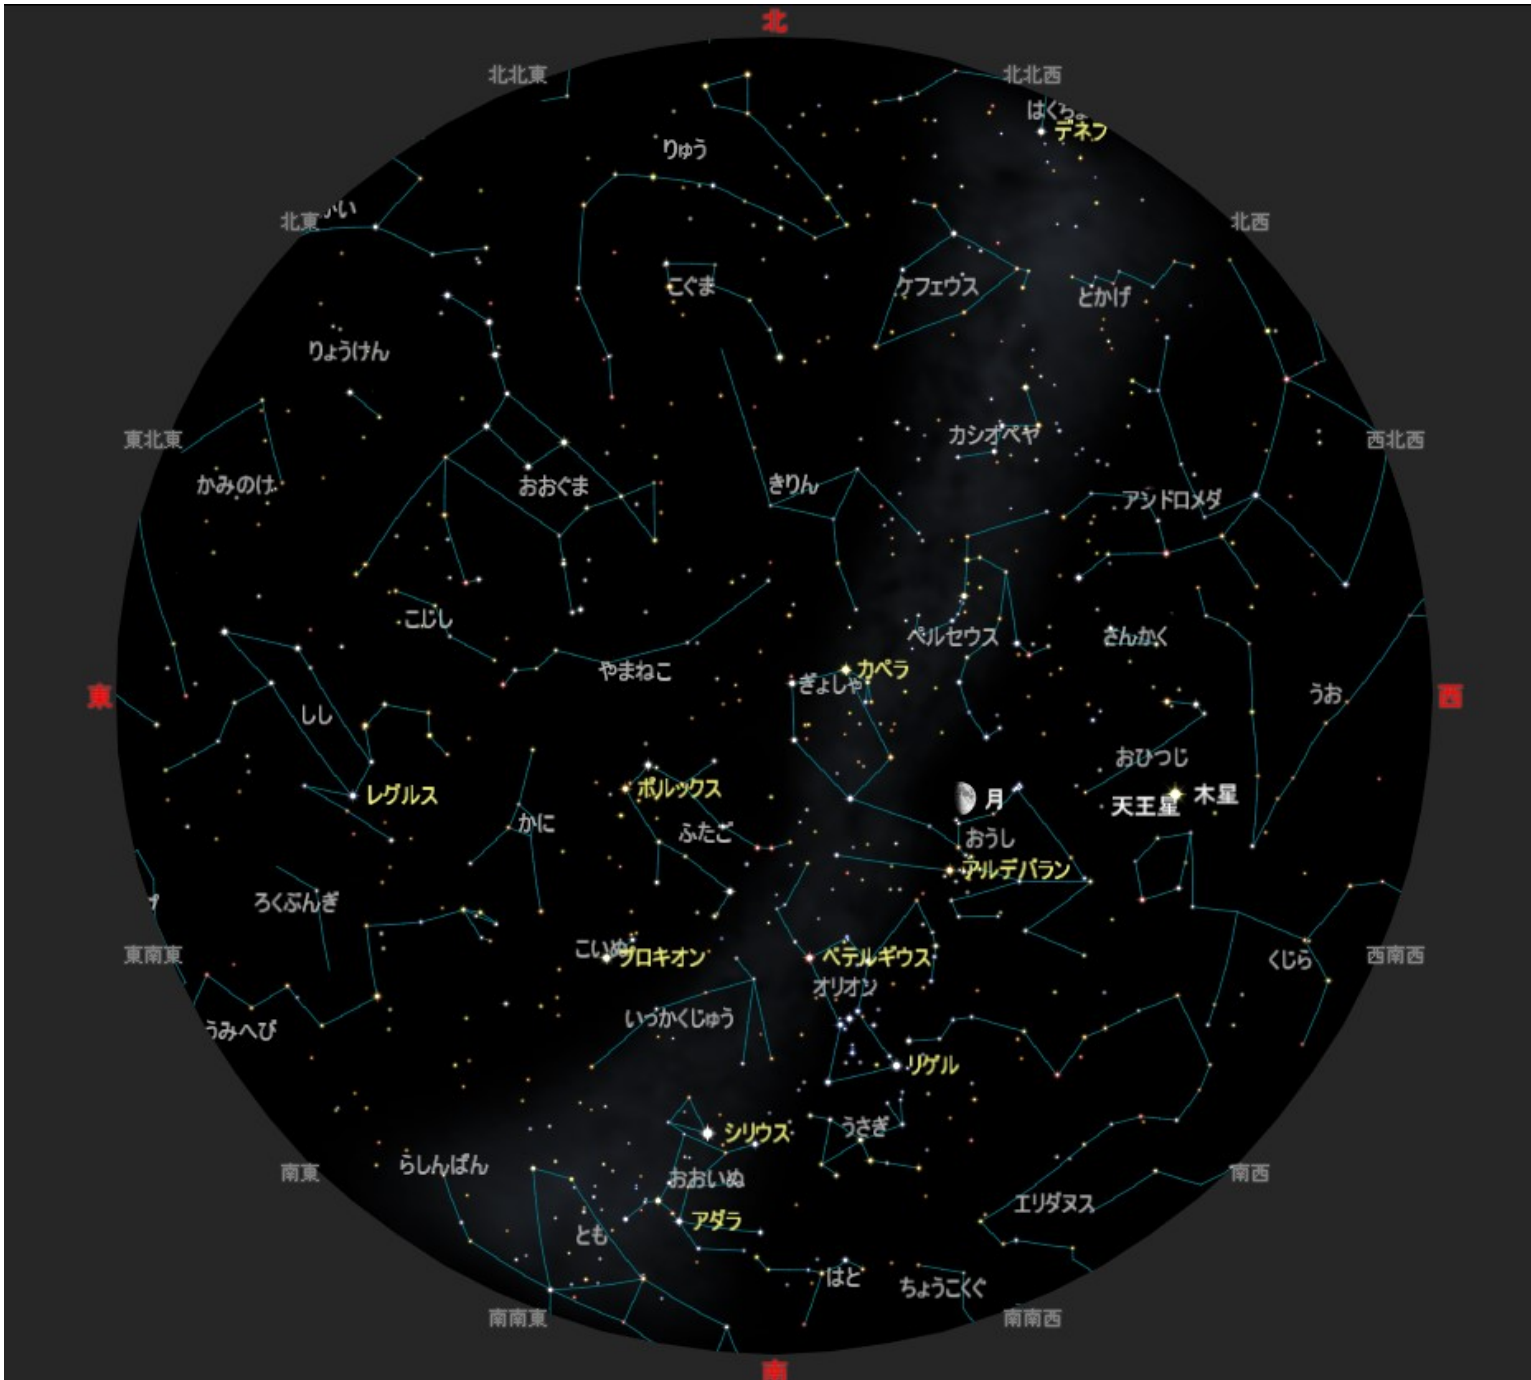 北
北北東
北北西
はくちょ
デネブ
りゅう
かい
北東
北西
こぐま
ケフェウス
とかげ
りょうけん
東北東
カシオペヤ
西北西
かみのけ
おおぐま
きりん
アンドロメダ
こじし
ペルセウス
さんかく
やまねこ
カペラ
ぎょしゃ
東
西
うお
しし
おひつじ
レグルス
ポルックス
月
天王星
木星
かに
ふたご
おうし
アルデバラン
ろくぶんぎ
東南東
こいぬ
プロキオン
ベテルギウス
くじら
西南西
オリオン
うみへび
いっかくじゅう
リゲル
シリウス
うさぎ
らしんばん
南東
おおいぬ
南西
エリダヌス
アダラ
とも
はと
ちょうこくぐ
南南東
南南西
南